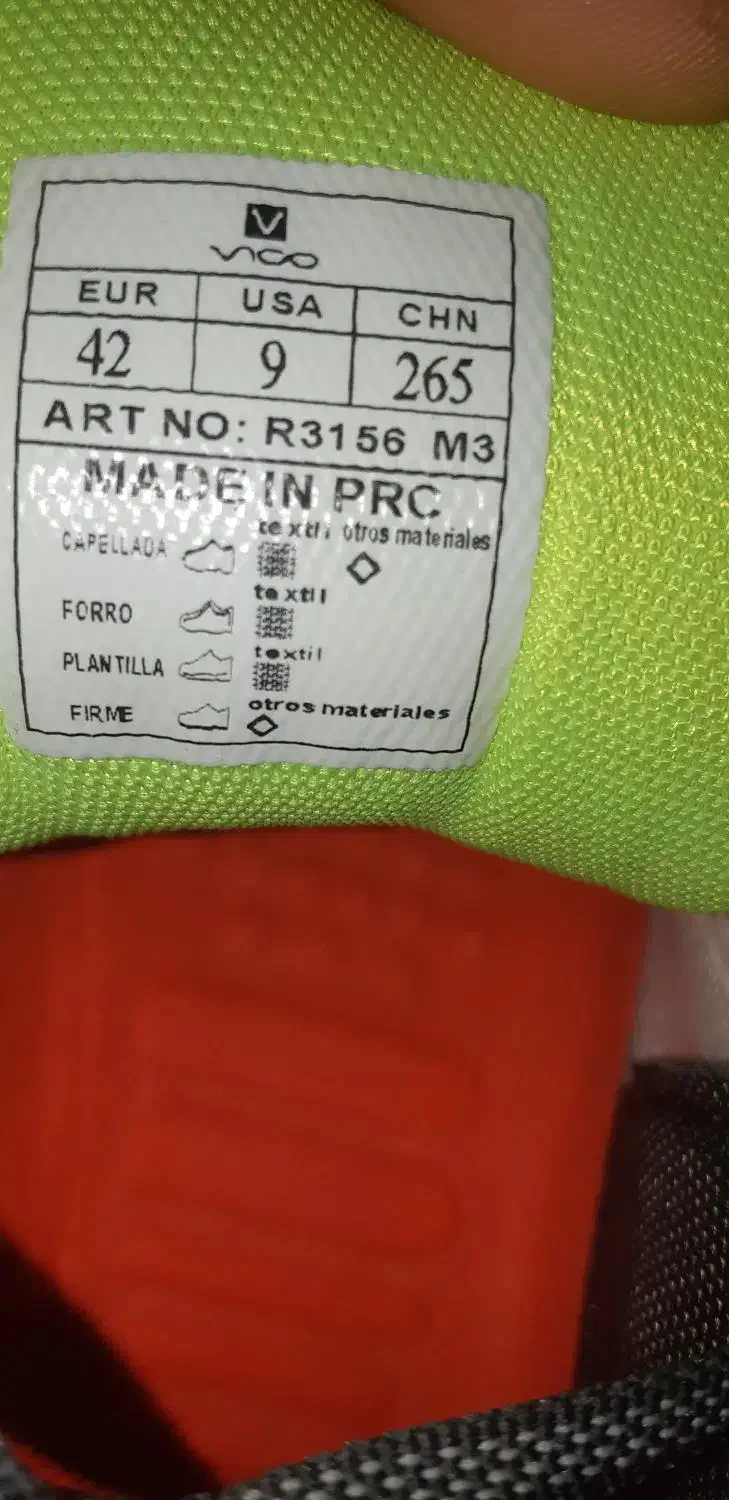 V
VICO
EUR USA CHN
42 9 265
ART NO: R3156 M3
MADE IN PRC
CAPELLADA textil otros materiales
FORRO textil
PLANTILLA textil
FIRME otros materiales